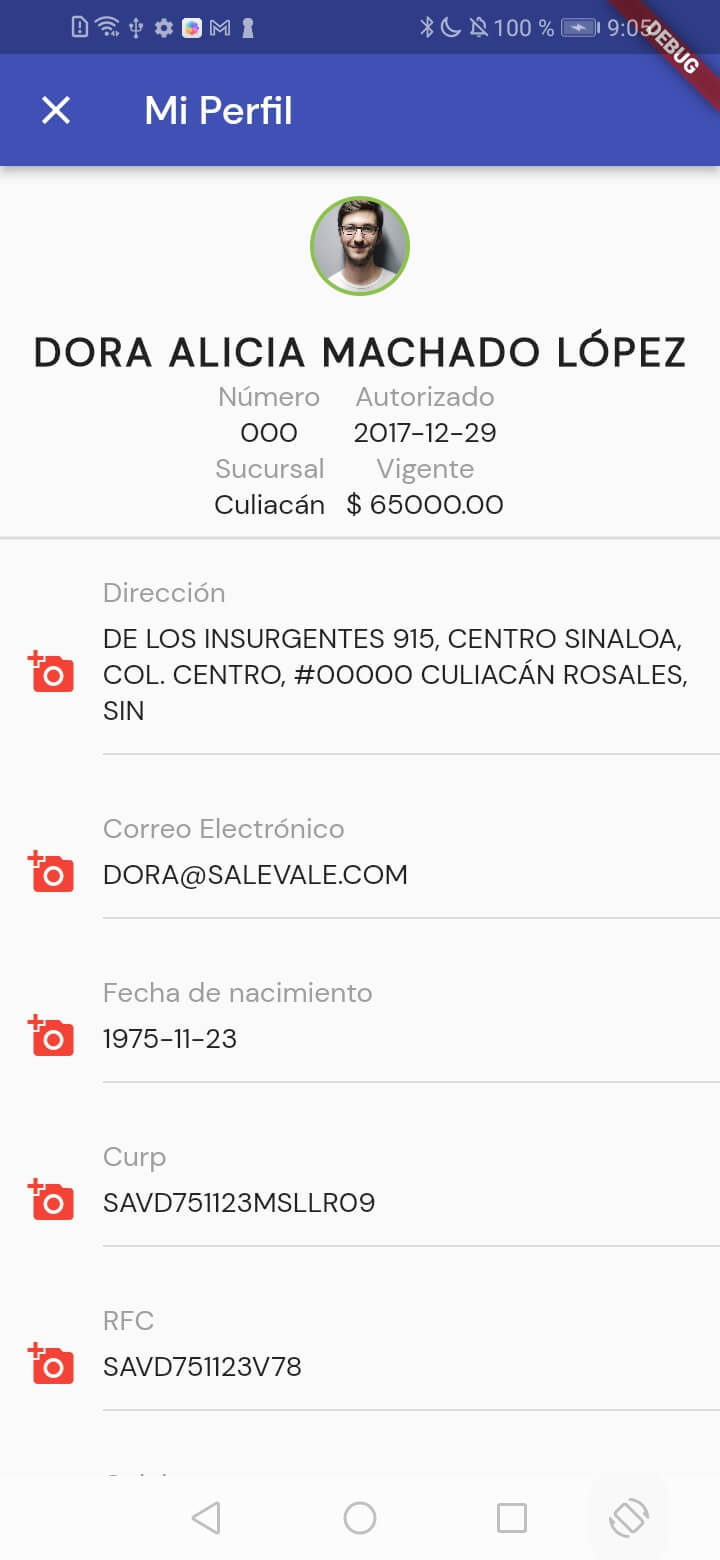 100 % 9:05
DEBUG
Mi Perfil
DORA ALICIA MACHADO LÓPEZ
Número Autorizado
000 2017-12-29
Sucursal Vigente
Culiacán $ 65000.00
Dirección
DE LOS INSURGENTES 915, CENTRO SINALOA,
COL. CENTRO, #00000 CULIACÁN ROSALES,
SIN
Correo Electrónico
DORA@SALEVALE.COM
Fecha de nacimiento
1975-11-23
Curp
SAVD751123MSLLR09
RFC
SAVD751123V78